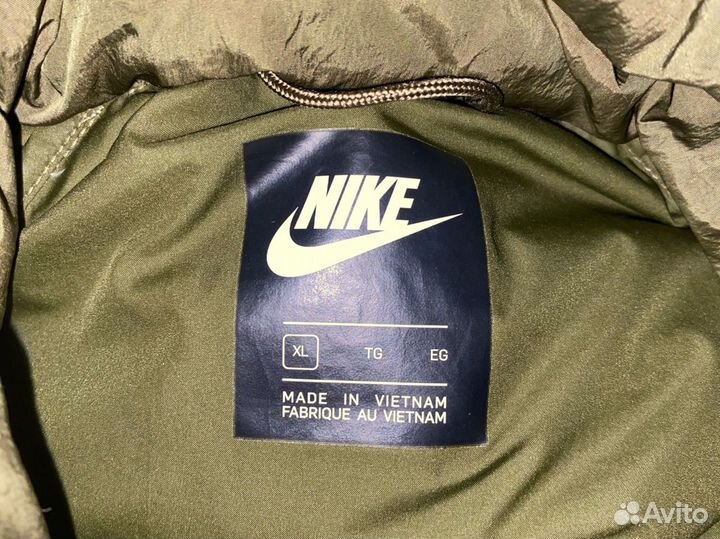 NIKE
XL TG EG
MADE IN VIETNAM
FABRIQUE AU VIETNAM
Avito